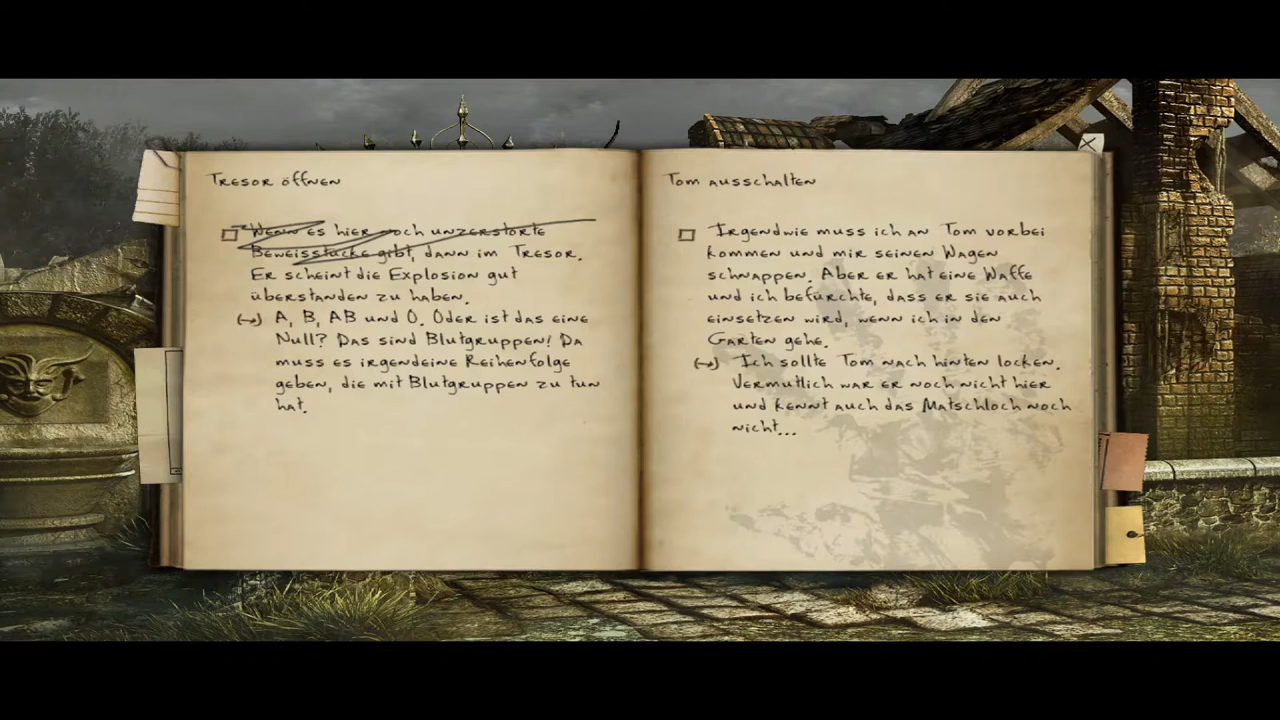 Tresor öffnen
Wenn es hier noch unzerstörte
Beweisstücke gibt, dann im Tresor.
Er scheint die Explosion gut
überstanden zu haben.
A, B, AB und 0. Oder ist das eine
Null? Das sind Blutgruppen! Da
muss es irgendeine Reihenfolge
geben, die mit Blutgruppen zu tun
hat.
Tom ausschalten
Irgendwie muss ich an Tom vorbei
kommen und mir seinen Wagen
schnappen. Aber er hat eine Waffe
und ich befürchte, dass er sie auch
einsetzen wird, wenn ich in den
Garten gehe.
Ich sollte Tom nach hinten locken.
Vermutlich war er noch nicht hier
und kennt auch das Matschloch noch
nicht...